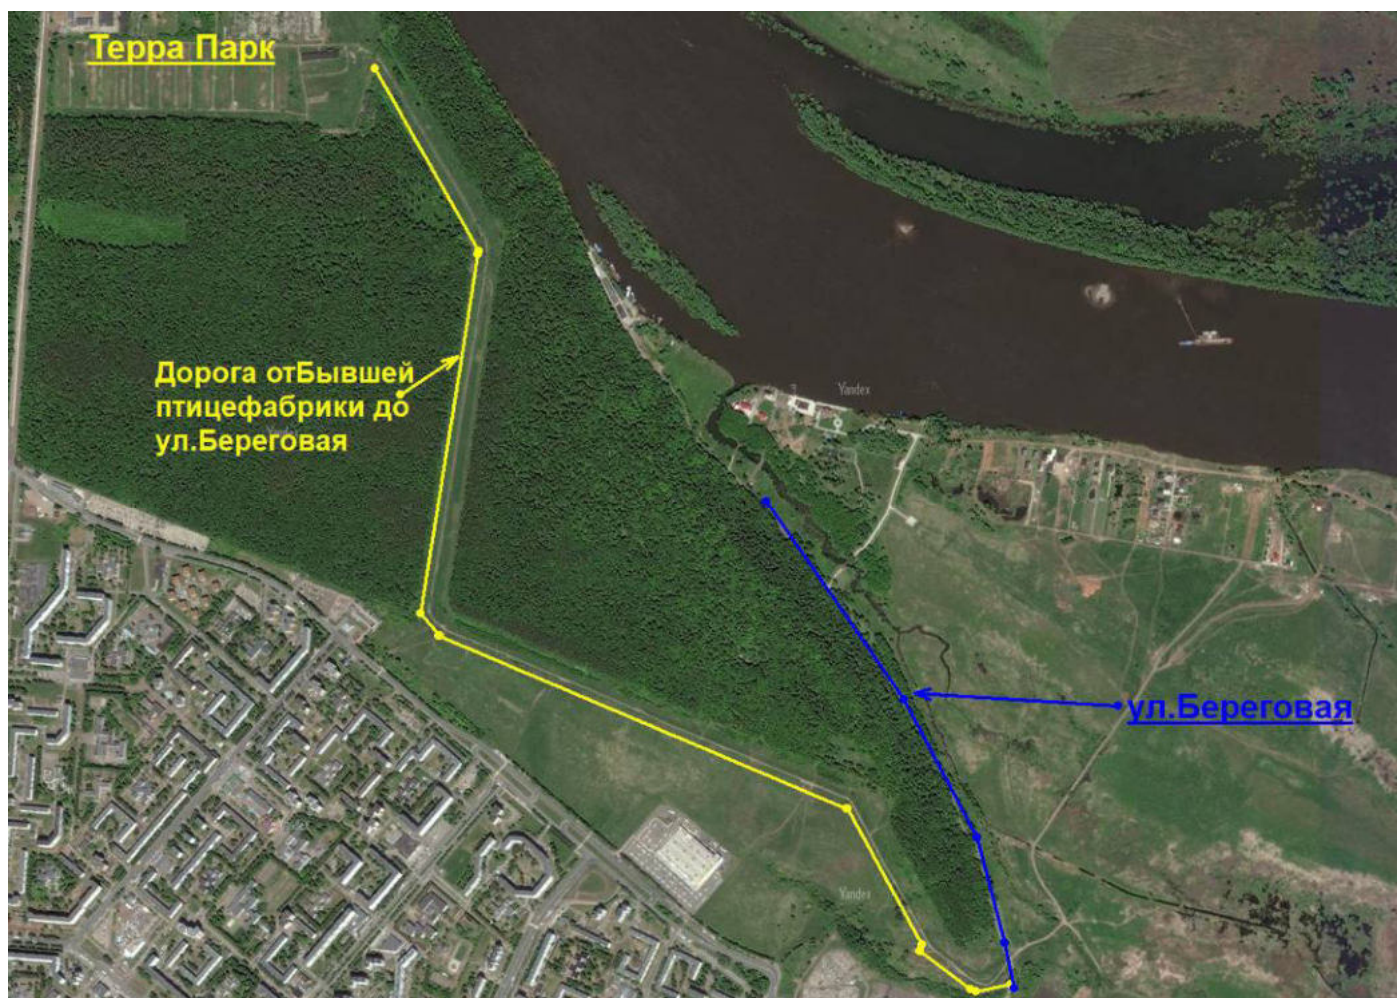 Терра Парк
Дорога отБывшей
птицефабрики до
ул.Береговая
Yandex
ул.Береговая
Yandex